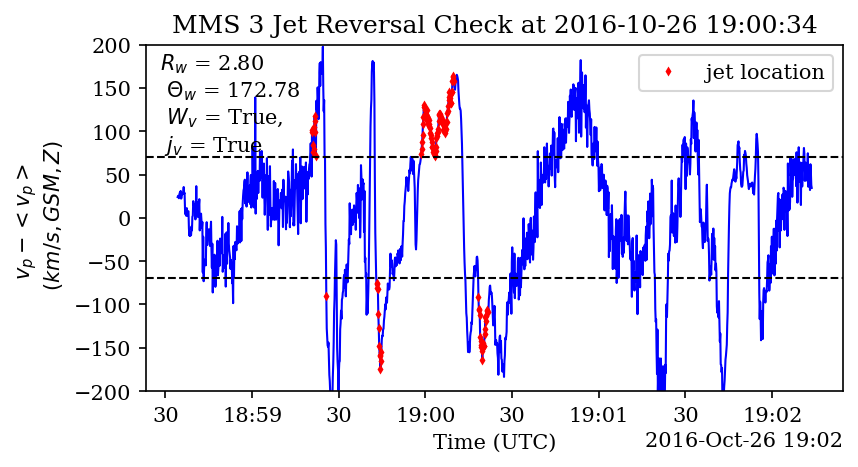 MMS 3 Jet Reversal Check at 2016-10-26 19:00:34
R_w = 2.80
Θ_w = 172.78
W_v = True,
j_v = True
jet location
200
150
100
50
0
−50
−100
−150
−200
v_p − < v_p >
(km/s, GSM, Z)
30 18:59 30 19:00 30 19:01 30 19:02
Time (UTC)
2016-Oct-26 19:02